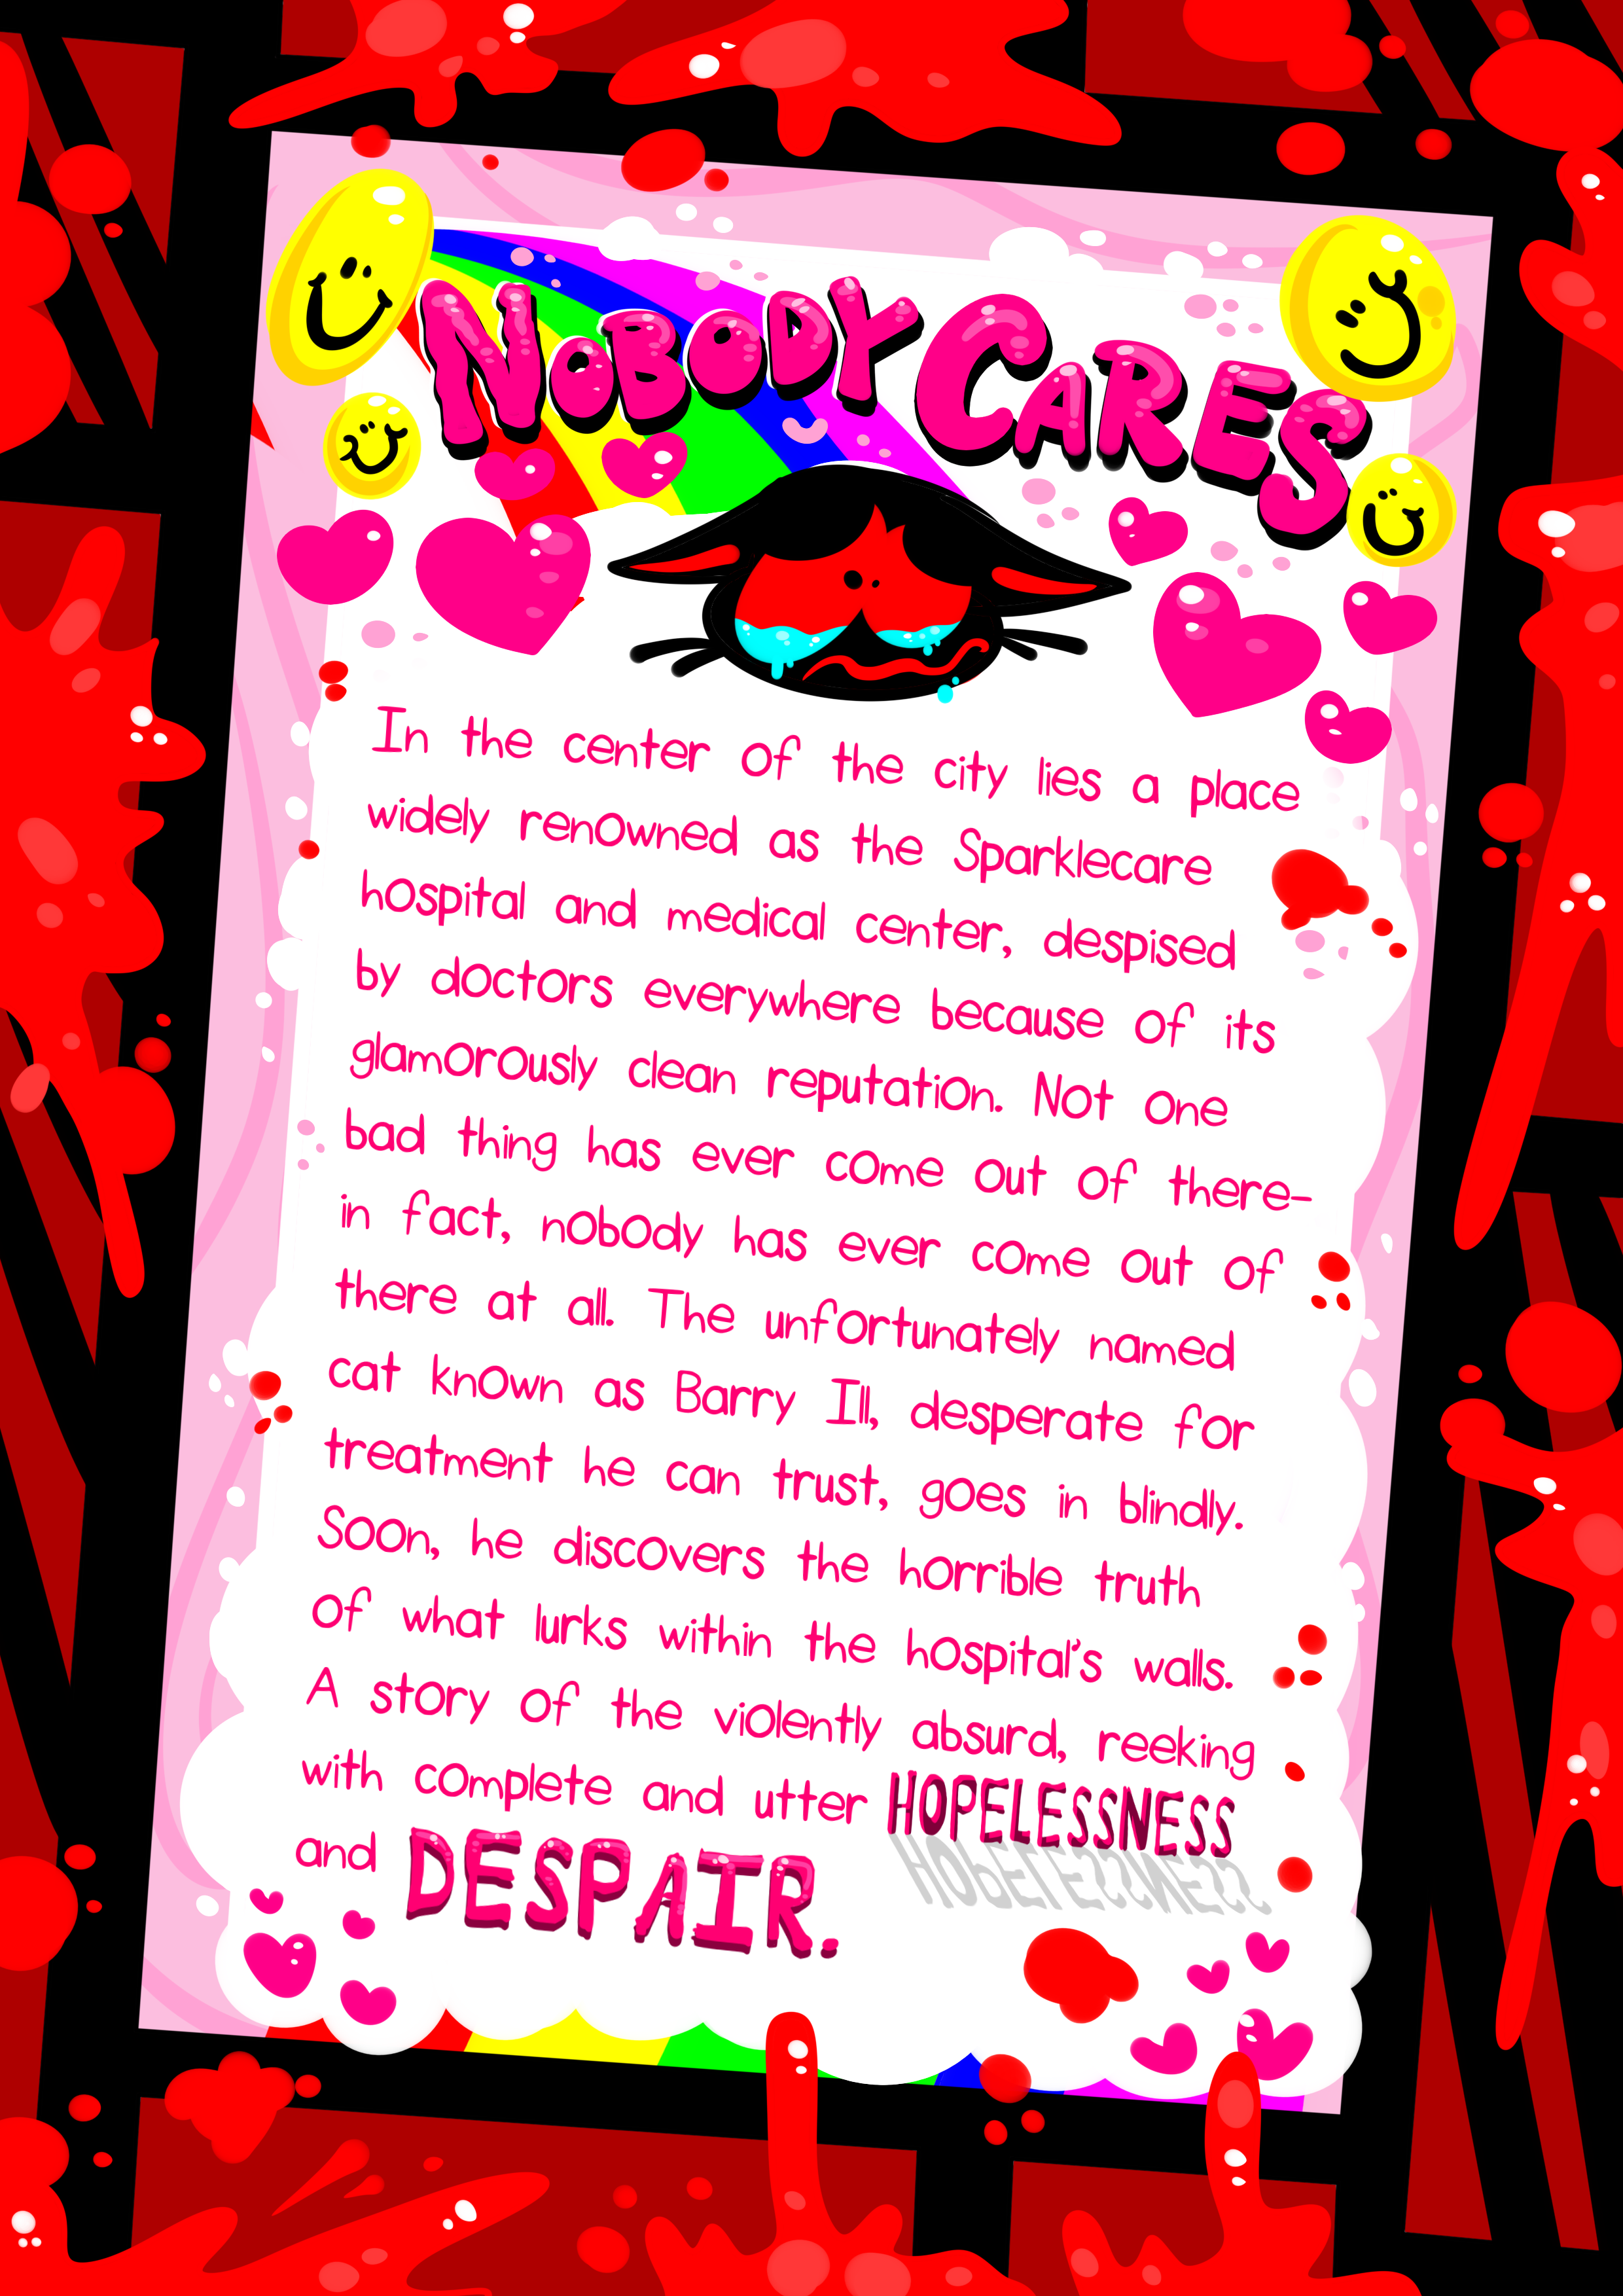 NOBODY CARES
In the center of the city lies a place
widely renowned as the Sparklecare
hospital and medical center, despised
by doctors everywhere because of its
glamorously clean reputation. Not one
bad thing has ever come out of there-
in fact, nobody has ever come out of
there at all. The unfortunately named
cat known as Barry Ill, desperate for
treatment he can trust, goes in blindly.
Soon, he discovers the horrible truth
of what lurks within the hospital's walls.
A story of the violently absurd, reeking
with complete and utter HOPELESSNESS
and DESPAIR.